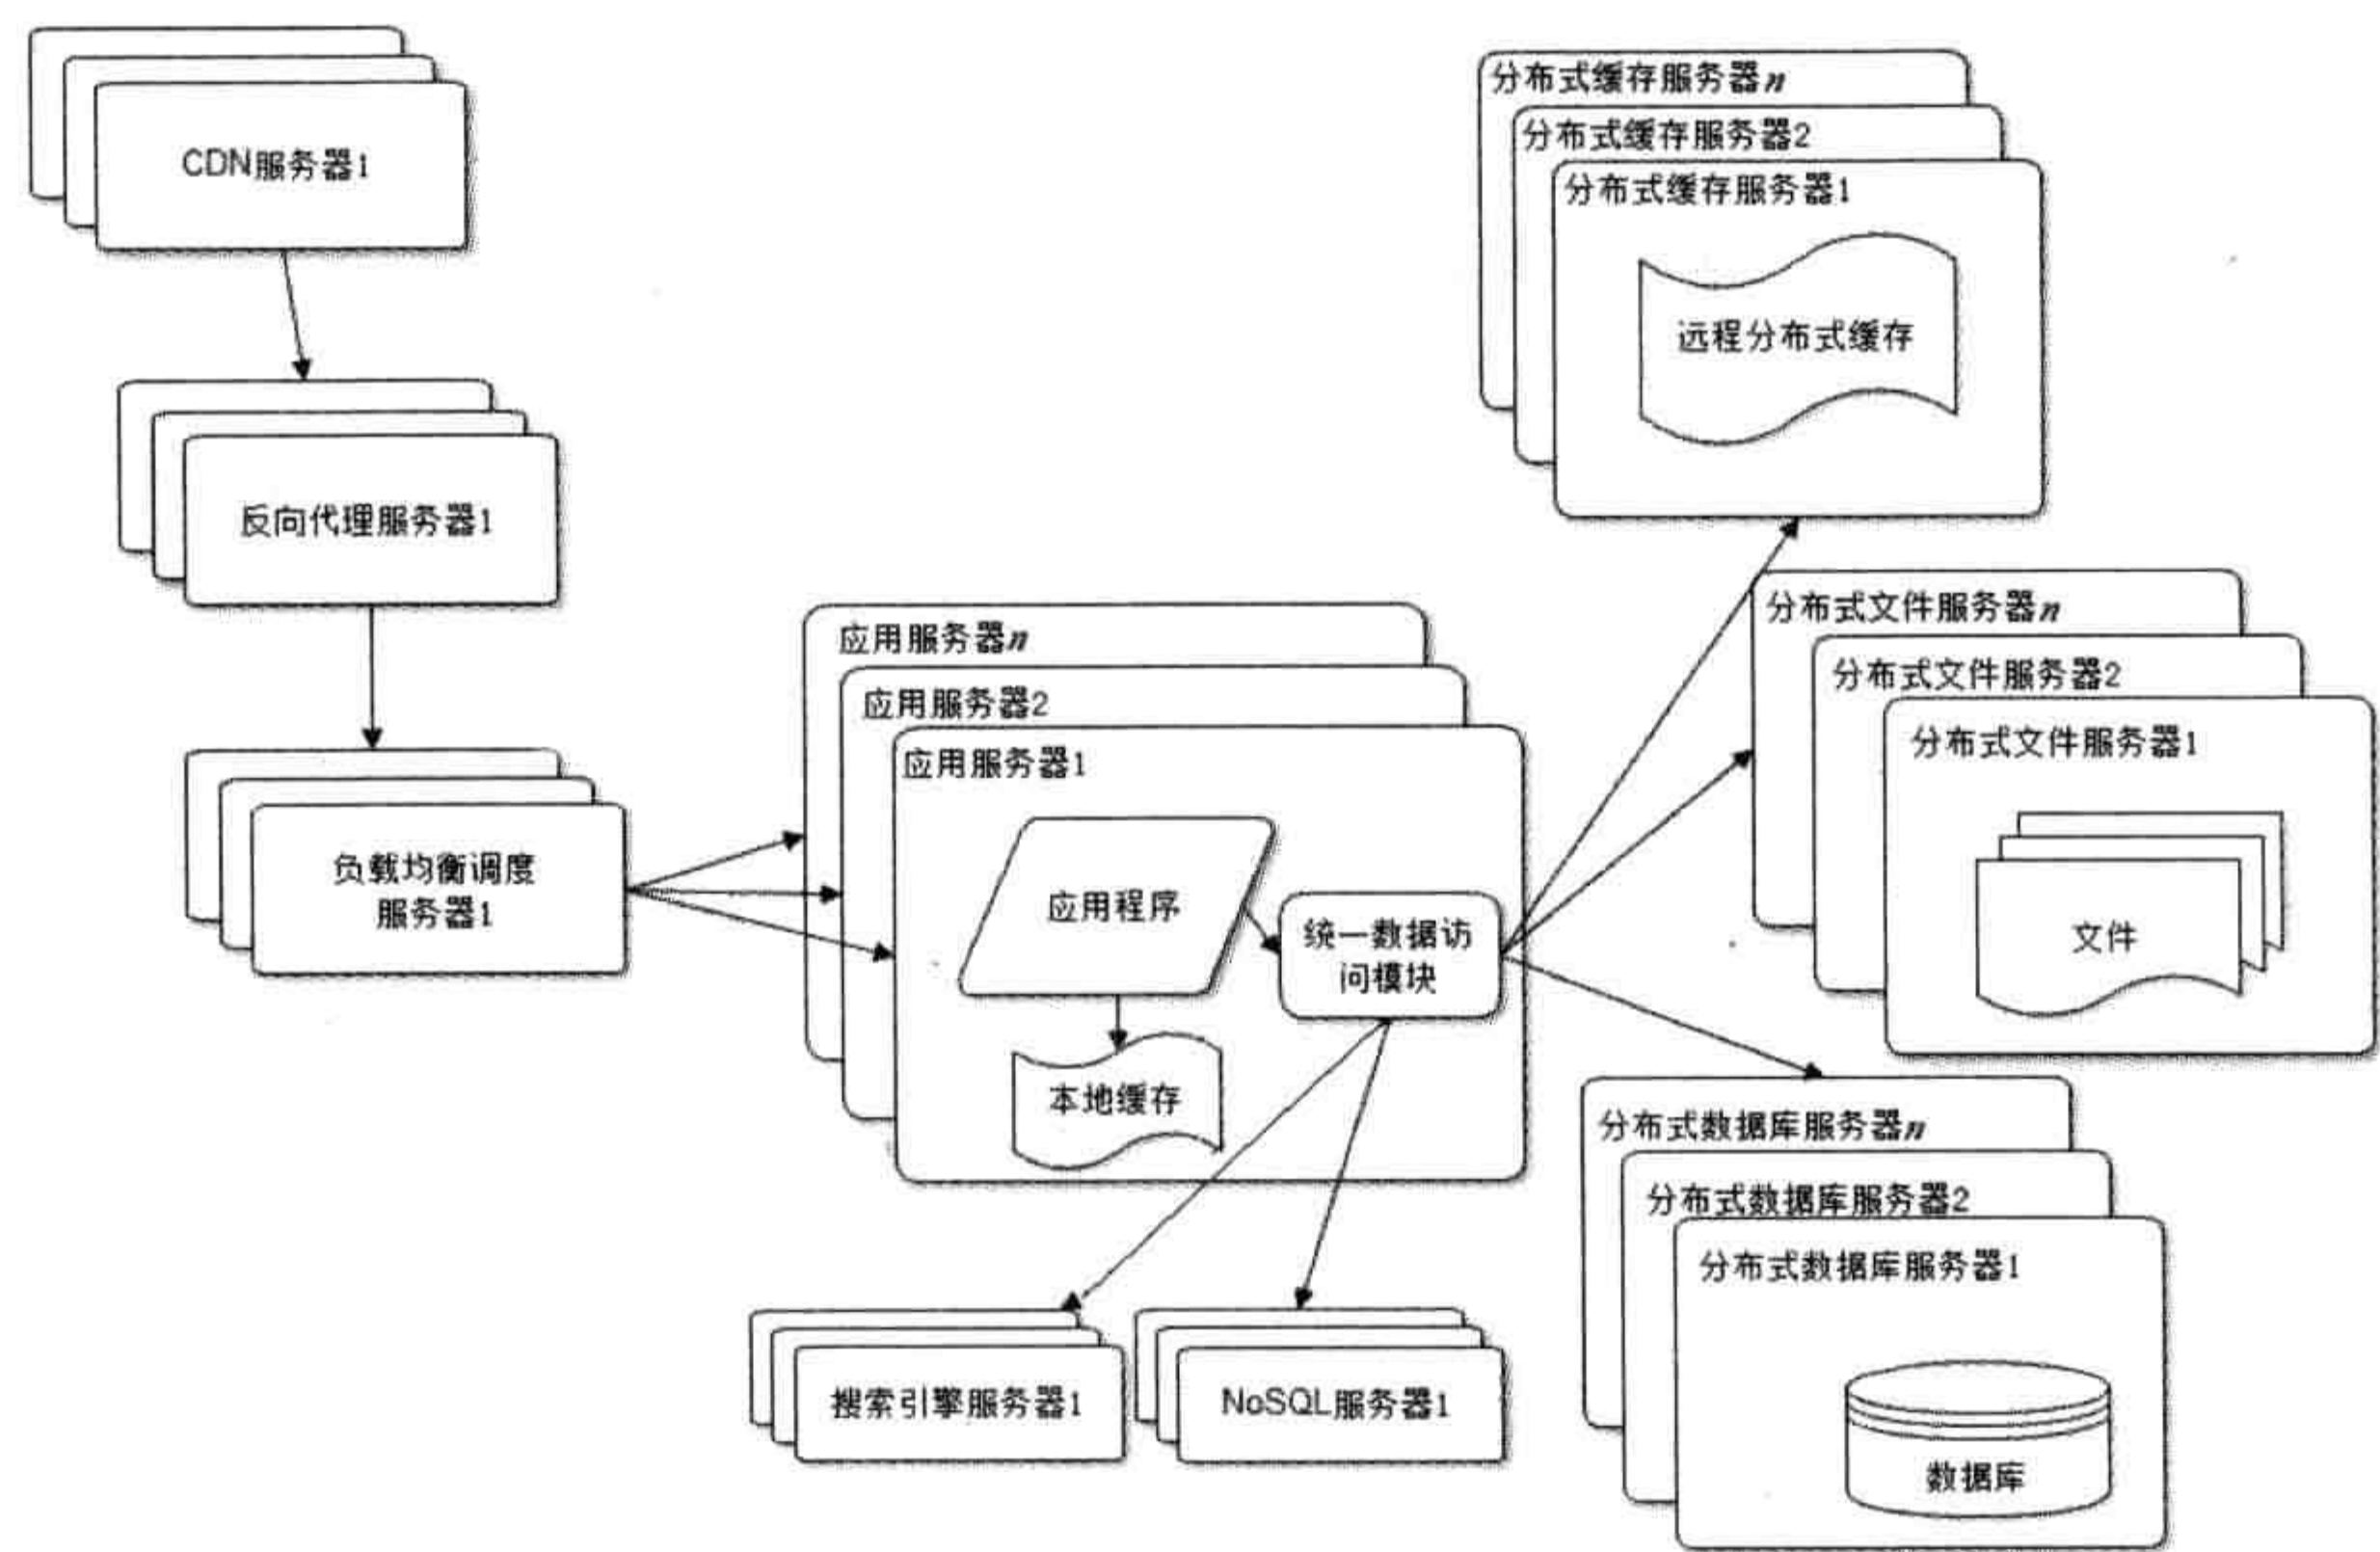 CDN服务器1
反向代理服务器1
负载均衡调度
服务器1
应用服务器n
应用服务器2
应用服务器1
应用程序
统一数据访
问模块
本地缓存
搜索引擎服务器1
NoSQL服务器1
分布式缓存服务器n
分布式缓存服务器2
分布式缓存服务器1
远程分布式缓存
分布式文件服务器n
分布式文件服务器2
分布式文件服务器1
文件
分布式数据库服务器n
分布式数据库服务器2
分布式数据库服务器1
数据库